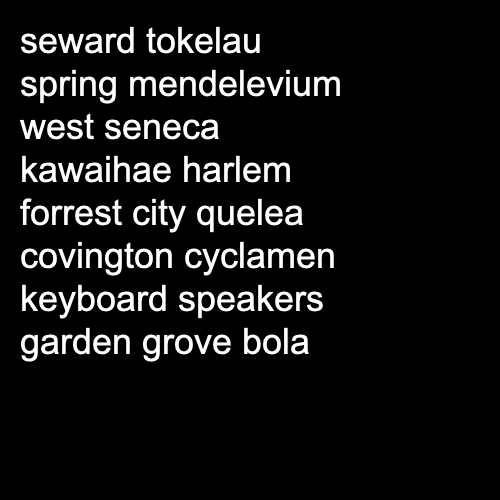 seward tokelau
spring mendelevium
west seneca
kawaihae harlem
forrest city quelea
covington cyclamen
keyboard speakers
garden grove bola